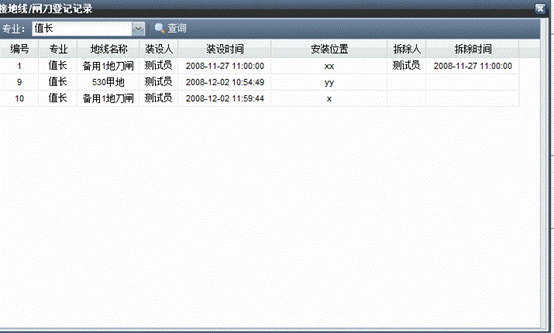 接地线/闸刀登记记录
专业: 值长 查询
编号 专业 地线名称 装设人 装设时间 安装位置 拆除人 拆除时间
1 值长 备用1地刀闸 测试员 2008-11-27 11:00:00 xx 测试员 2008-11-27 11:00:00
9 值长 530甲地 测试员 2008-12-02 10:54:49 yy
10 值长 备用1地刀闸 测试员 2008-12-02 11:59:44 x